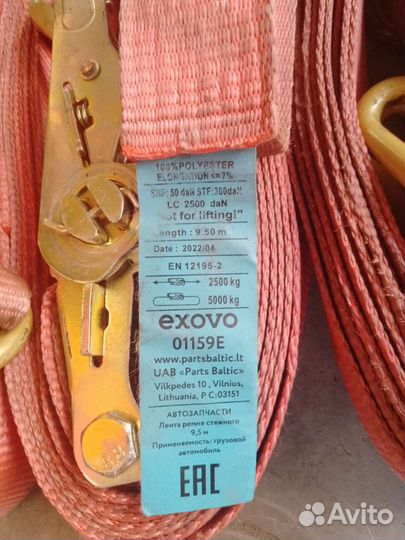 100% POLYESTER
ELONGATION <= 7%
SHF: 50 daN STF:300daN
LC 2500 daN
"Not for lifting!"
Length : 9.50 m
Date : 2022/04
EN 12195-2
2500 kg
5000 kg
exovo
01159E
www.partsbaltic.lt
UAB «Parts Baltic»
Vilkpedes 10 , Vilnius,
Lithuania, P C:03151
АВТОЗАПЧАСТИ
Лента ремня стяжного
9,5 м
Применяемость: грузовой
автомобиль
EAC
Avito